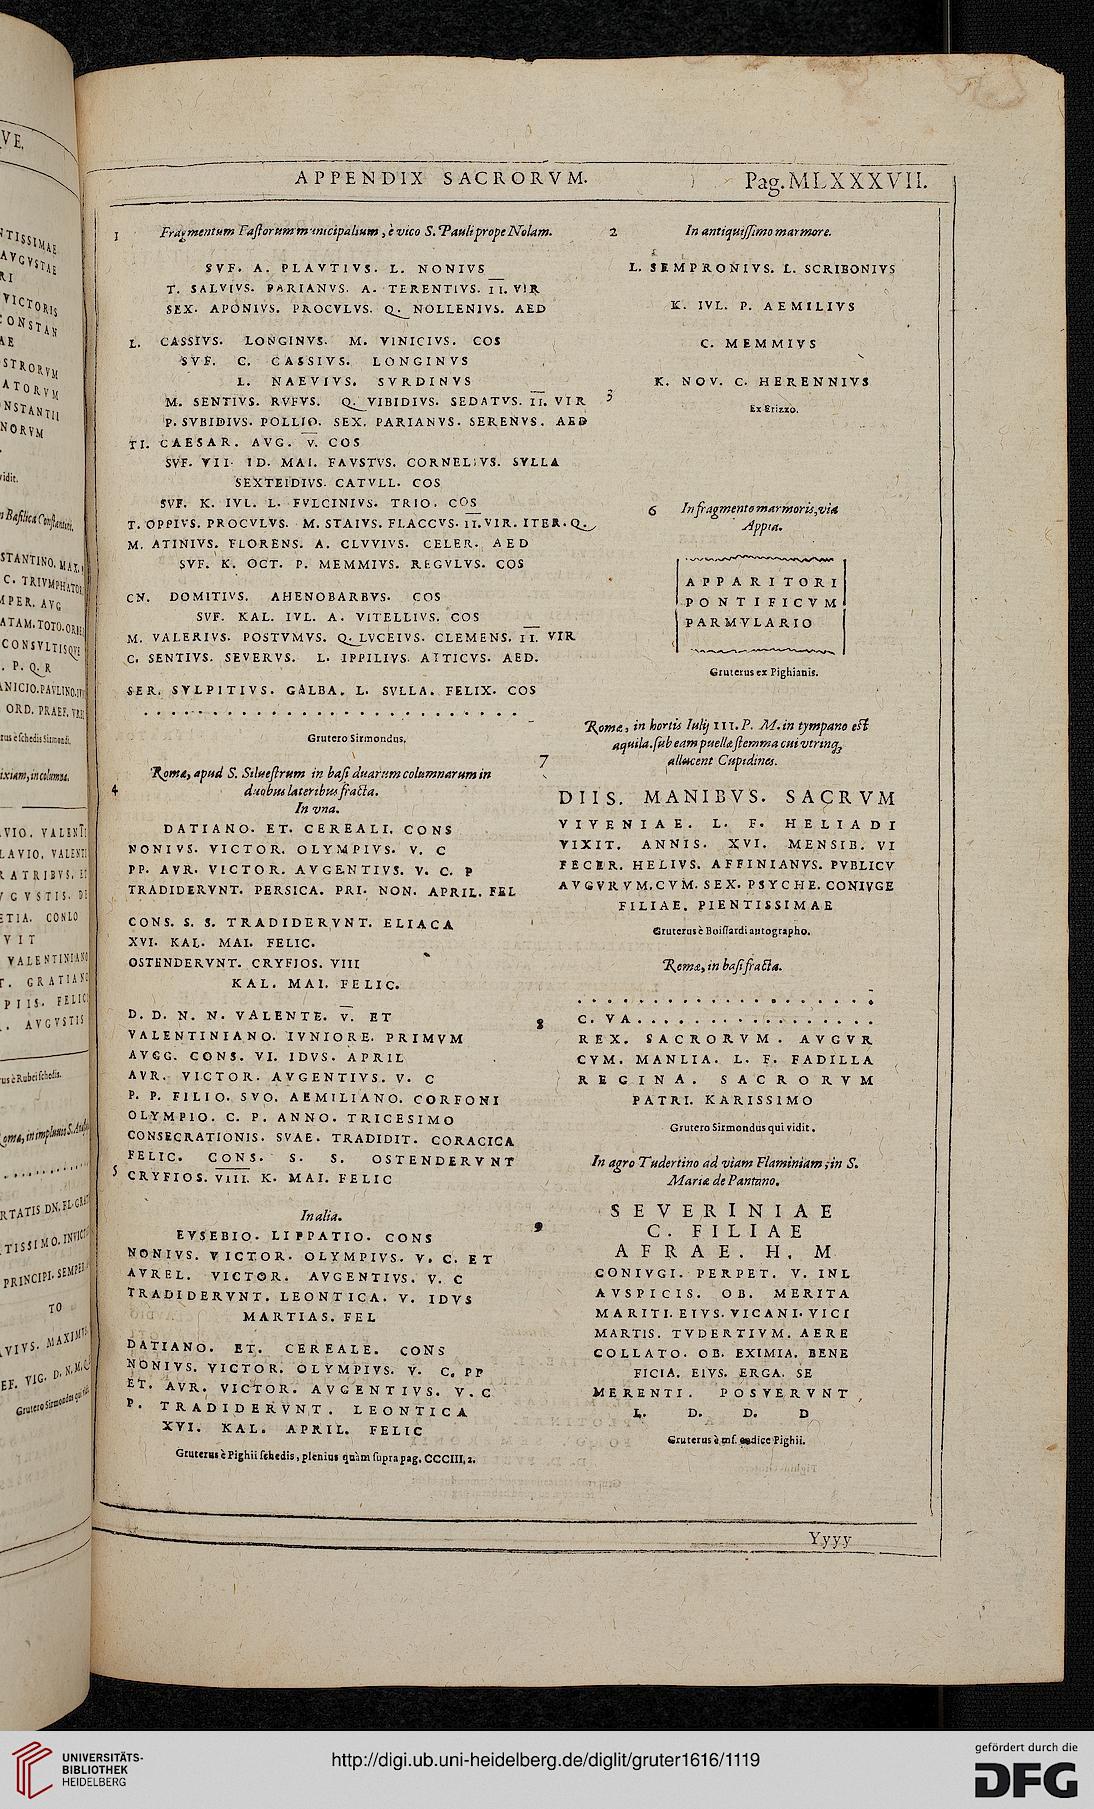 APPENDIX SACRORVM.
Pag. MLXXXVII.
1
Fragmentum Fastorum municipalium, è vico S. Pauli prope Nolam.
SVF. A. PLAVTIVS. L. NONIVS
T. SALVIVS. PARIANVS. A. TERENTIVS. II. VIR
SEX. APONIVS. PROCVLVS. Q. NOLLENIVS. AED
L. CASSIVS. LONGINVS. M. VINICIVS. COS
SVF. C. CASSIVS. LONGINVS
L. NAEVIVS. SVRDINVS
M. SENTIVS. RVFVS. Q. VIBIDIVS. SEDATVS. II. VIR
P. SVBIDIVS. POLLIO. SEX. PARIANVS. SERENVS. AED
TI. CAESAR. AVG. V. COS
SVF. VII. ID. MAI. FAVSTVS. CORNELIVS. SYLLA
SEXTEIDIVS. CATVLL. COS
SVF. K. IVL. L. FVLCINIVS. TRIO. COS
T. OPPIVS. PROCVLVS. M. STAIVS. FLACCVS. II. VIR. ITER. Q.
M. ATINIVS. FLORENS. A. CLVVIVS. CELER. AED
SVF. K. OCT. P. MEMMIVS. REGVLVS. COS
CN. DOMITIVS. AHENOBARBVS. COS
SVF. KAL. IVL. A. VITELLIVS. COS
M. VALERIVS. POSTVMVS. Q. LVCEIVS. CLEMENS. II. VIR
C. SENTIVS. SEVERVS. L. IPPILIVS. ATTICVS. AED.
SER. SVLPITIVS. GALBA. L. SVLLA. FELIX. COS
. . . . . . . . . . . . . . . . . . . . . . . .
Grutero Sirmondus.
4
Romæ, apud S. Siluestrum in basi duarum columnarum in
duobus lateribus fracta.
In vna.
DATIANO. ET. CEREALI. CONS
NONIVS. VICTOR. OLYMPIVS. V. C
PP. AVR. VICTOR. AVGENTIVS. V. C. P
TRADIDERVNT. PERSICA. PRI. NON. APRIL. FEL
CONS. S. S. TRADIDERVNT. ELIACA
XVI. KAL. MAI. FELIC.
OSTENDERVNT. CRYFIOS. VIII
KAL. MAI. FELIC.
D. D. N. N. VALENTE. V. ET
VALENTINIANO. IVNIORE. PRIMVM
AVGG. CONS. VI. IDVS. APRIL
AVR. VICTOR. AVGENTIVS. V. C
P. P. FILIO. SVO. AEMILIANO. CORFONI
OLYMPIO. C. P. ANNO. TRICESIMO
CONSECRATIONIS. SVAE. TRADIDIT. CORACICA
FELIC. CONS. S. S. OSTENDERVNT
CRYFIOS. VIII. K. MAI. FELIC
5
In alia.
EVSEBIO. LIPPATIO. CONS
NONIVS. VICTOR. OLYMPIVS. V. C. ET
AVREL. VICTOR. AVGENTIVS. V. C
TRADIDERVNT. LEONTICA. V. IDVS
MARTIAS. FEL
DATIANO. ET. CEREALE. CONS
NONIVS. VICTOR. OLYMPIVS. V. C. PP
ET. AVR. VICTOR. AVGENTIVS. V. C
P. TRADIDERVNT. LEONTICA
XVI. KAL. APRIL. FELIC
Gruterus è Pighii schedis, plenius quàm supra pag. CCCIII, 2.
2
In antiquissimo marmore.
L. SEMPRONIVS. L. SCRIBONIVS
K. IVL. P. AEMILIVS
C. MEMMIVS
K. NOV. C. HERENNIVS
3
Ex Erizzo.
6
In fragmento marmoris, via
Appia.
APPARITORI
PONTIFICVM
PARMVLARIO
Gruterus ex Pighianis.
7
Romæ, in hortis Iulij III. P. M. in tympano est
aquila. sub eam puellæ stemma cui vtrinq;
allucent Cupidines.
DIIS. MANIBVS. SACRVM
VIVENIAE. L. F. HELIADI
VIXIT. ANNIS. XVI. MENSIB. VI
FECER. HELIVS. AFFINIANVS. PVBLICV
AVGVRVM. CVM. SEX. PSYCHE. CONIVGE
FILIAE. PIENTISSIMAE
Gruterus è Boissardi autographo.
Romæ, in basi fracta.
8
. . . . . . . . . . . . . . . . . .
C. VA . . . . . . . . . . . . . . . .
REX. SACRORVM. AVGVR
CVM. MANLIA. L. F. FADILLA
REGINA. SACRORVM
PATRI. KARISSIMO
Grutero Sirmondus qui vidit.
In agro Tudertino ad viam Flaminiam; in S.
Mariæ de Pantano.
9
SEVERINIAE
C. FILIAE
AFRAE. H. M
CONIVGI. PERPET. V. INL
AVSPICIS. OB. MERITA
MARITI. EIVS. VICANI. VICI
MARTIS. TVDERTIVM. AERE
COLLATO. OB. EXIMIA. BENE
FICIA. EIVS. ERGA. SE
MERENTI. POSVERVNT
L. D. D. D
Gruterus è ms. codice Pighii.
Yyyy
UNIVERSITÄTS-
BIBLIOTHEK
HEIDELBERG
http://digi.ub.uni-heidelberg.de/diglit/gruter1616/1119
gefördert durch die
DFG